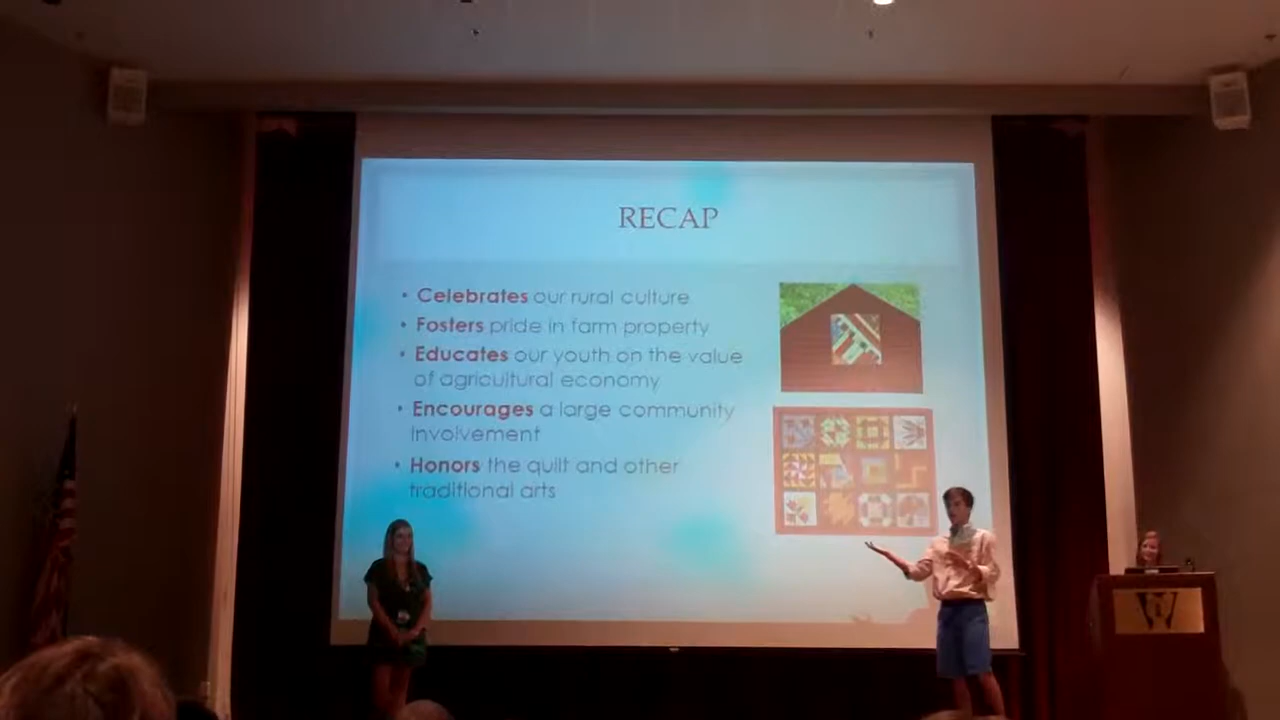 RECAP
• Celebrates our rural culture
• Fosters pride in farm property
• Educates our youth on the value
of agricultural economy
• Encourages a large community
involvement
• Honors the quilt and other
traditional arts
W